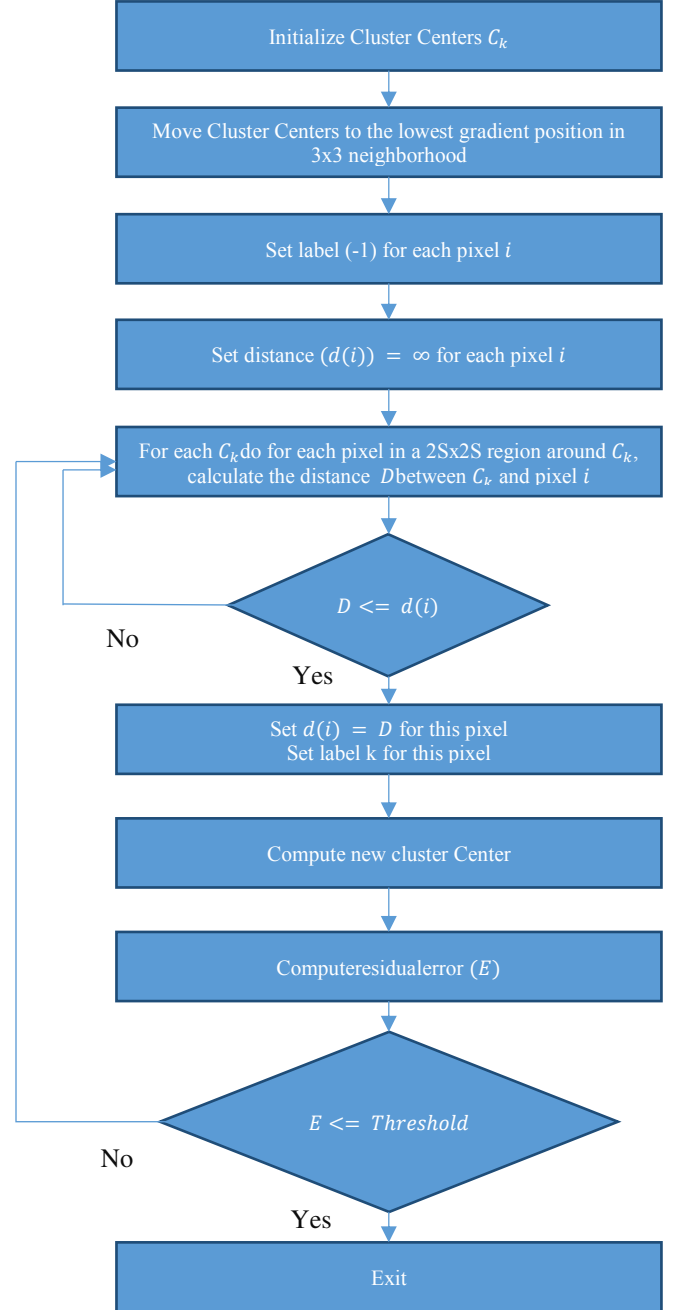 Initialize Cluster Centers C_k
Move Cluster Centers to the lowest gradient position in
3x3 neighborhood
Set label (-1) for each pixel i
Set distance (d(i)) = ∞ for each pixel i
For each C_k do for each pixel in a 2Sx2S region around C_k,
calculate the distance Dbetween C_k and pixel i
D <= d(i)
No
Yes
Set d(i) = D for this pixel
Set label k for this pixel
Compute new cluster Center
Computeresidualerror (E)
E <= Threshold
No
Yes
Exit